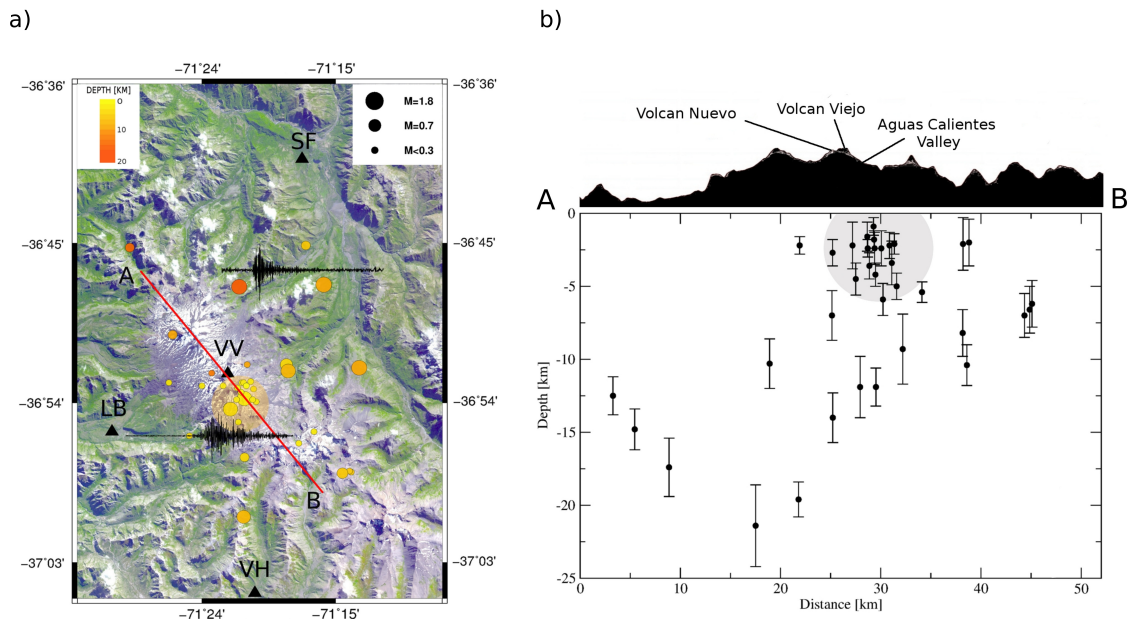 a)
b)
−71˚24'
−71˚15'
−36˚36'
−36˚36'
DEPTH [KM]
0
10
20
M=1.8
M=0.7
M<0.3
SF
−36˚45'
−36˚45'
A
VV
−36˚54'
−36˚54'
LB
B
−37˚03'
−37˚03'
VH
−71˚24'
−71˚15'
Volcan Nuevo
Volcan Viejo
Aguas Calientes
Valley
A
B
0
-5
-10
-15
-20
-25
Depth [km]
0
10
20
30
40
50
Distance [km]